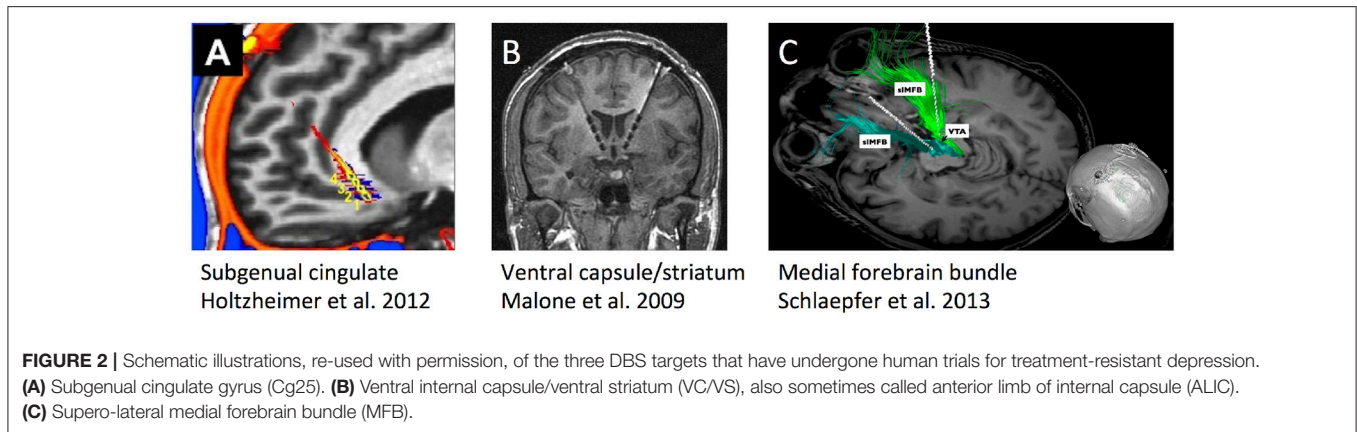 A
B
C
slMFB
VTA
slMFB
Subgenual cingulate
Holtzheimer et al. 2012
Ventral capsule/striatum
Malone et al. 2009
Medial forebrain bundle
Schlaepfer et al. 2013
FIGURE 2 | Schematic illustrations, re-used with permission, of the three DBS targets that have undergone human trials for treatment-resistant depression.
(A) Subgenual cingulate gyrus (Cg25). (B) Ventral internal capsule/ventral striatum (VC/VS), also sometimes called anterior limb of internal capsule (ALIC).
(C) Supero-lateral medial forebrain bundle (MFB).